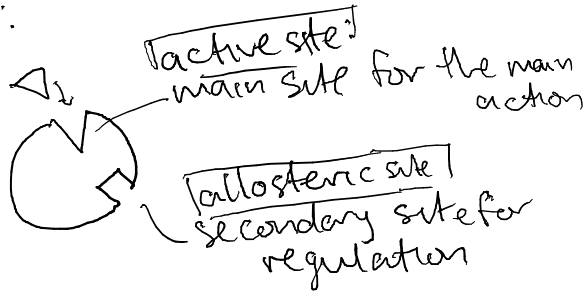 active site:
main site for the main
action
allosteric site
secondary site for
regulation